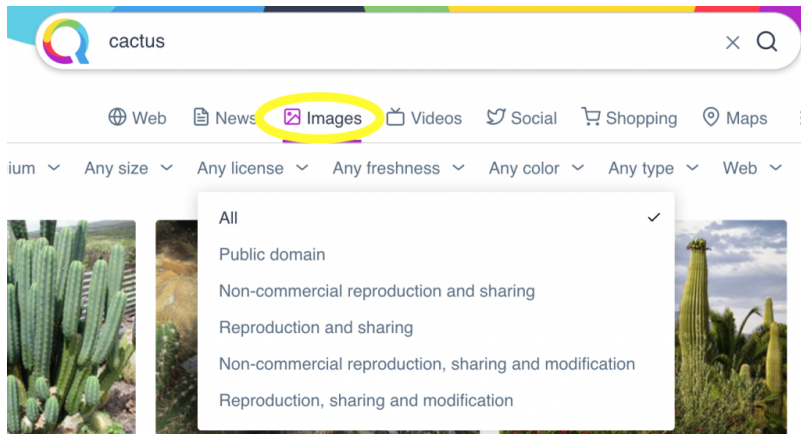 cactus
Web News Images Videos Social Shopping Maps
ium Any size Any license Any freshness Any color Any type Web
All
Public domain
Non-commercial reproduction and sharing
Reproduction and sharing
Non-commercial reproduction, sharing and modification
Reproduction, sharing and modification